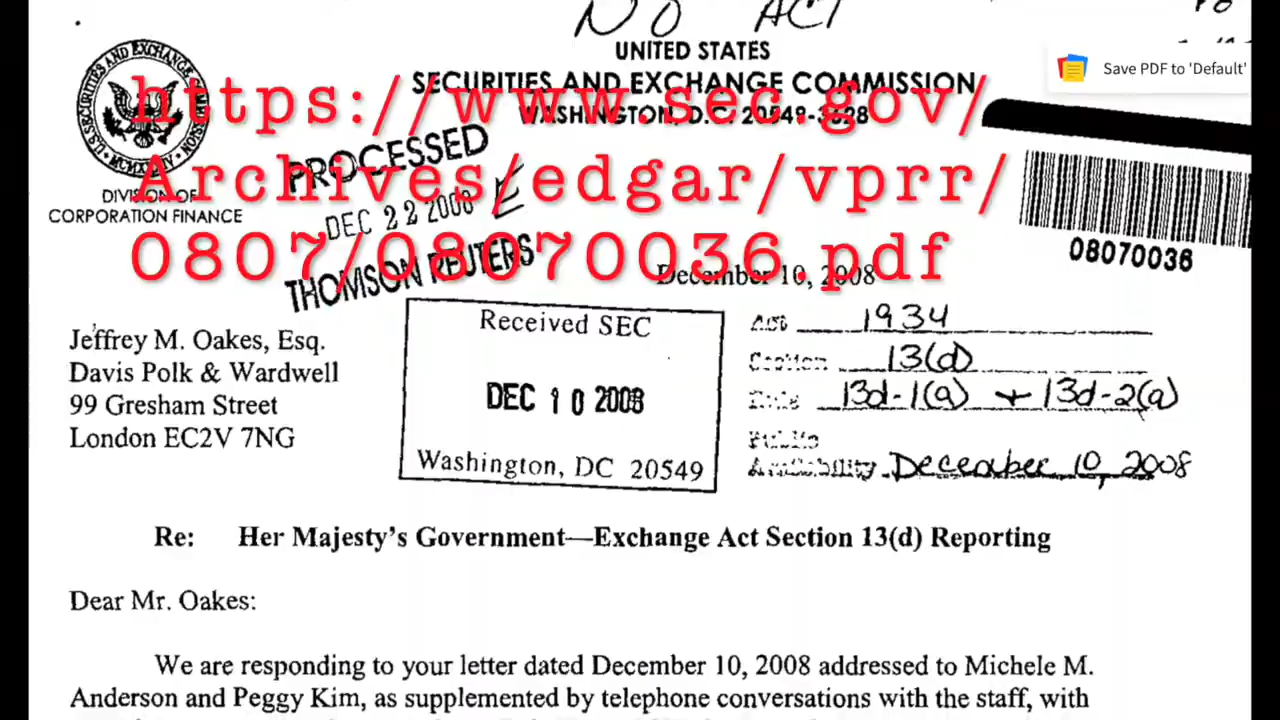 NO ACT
UNITED STATES
SECURITIES AND EXCHANGE COMMISSION
WASHINGTON, D.C. 20549-3628
Save PDF to 'Default'
U.S. SECURITIES AND EXCHANGE COMMISSION
DIVISION OF
CORPORATION FINANCE
https://www.sec.gov/
Archives/edgar/vprr/
0807/08070036.pdf
PROCESSED
DEC 22 2008
THOMSON REUTERS
08070036
December 10, 2008
Jeffrey M. Oakes, Esq.
Davis Polk & Wardwell
99 Gresham Street
London EC2V 7NG
Received SEC
DEC 10 2008
Washington, DC 20549
Act 1934
Section 13(d)
Rule 13d-1(a) + 13d-2(a)
Public
Availability December 10, 2008
Re: Her Majesty's Government—Exchange Act Section 13(d) Reporting
Dear Mr. Oakes:
We are responding to your letter dated December 10, 2008 addressed to Michele M.
Anderson and Peggy Kim, as supplemented by telephone conversations with the staff, with